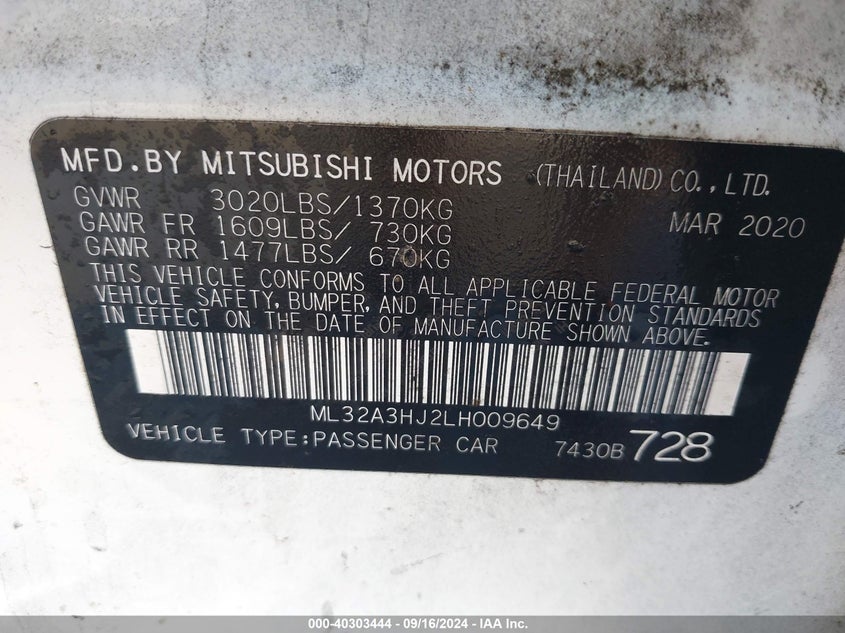 MFD.BY MITSUBISHI MOTORS (THAILAND) CO., LTD.
GVWR 3020LBS/1370KG MAR 2020
GAWR FR 1609LBS/ 730KG
GAWR RR 1477LBS/ 670KG
THIS VEHICLE CONFORMS TO ALL APPLICABLE FEDERAL MOTOR
VEHICLE SAFETY, BUMPER, AND THEFT PREVENTION STANDARDS
IN EFFECT ON THE DATE OF MANUFACTURE SHOWN ABOVE.
ML32A3HJ2LH009649
VEHICLE TYPE:PASSENGER CAR 7430B 728
000-40303444 - 09/16/2024 - IAA Inc.